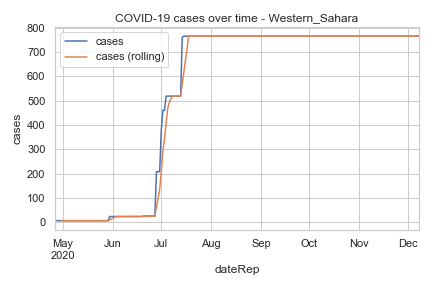 COVID-19 cases over time - Western_Sahara
cases
cases (rolling)
800
700
600
500
400
300
200
100
0
cases
May
2020
Jun
Jul
Aug
Sep
Oct
Nov
Dec
dateRep